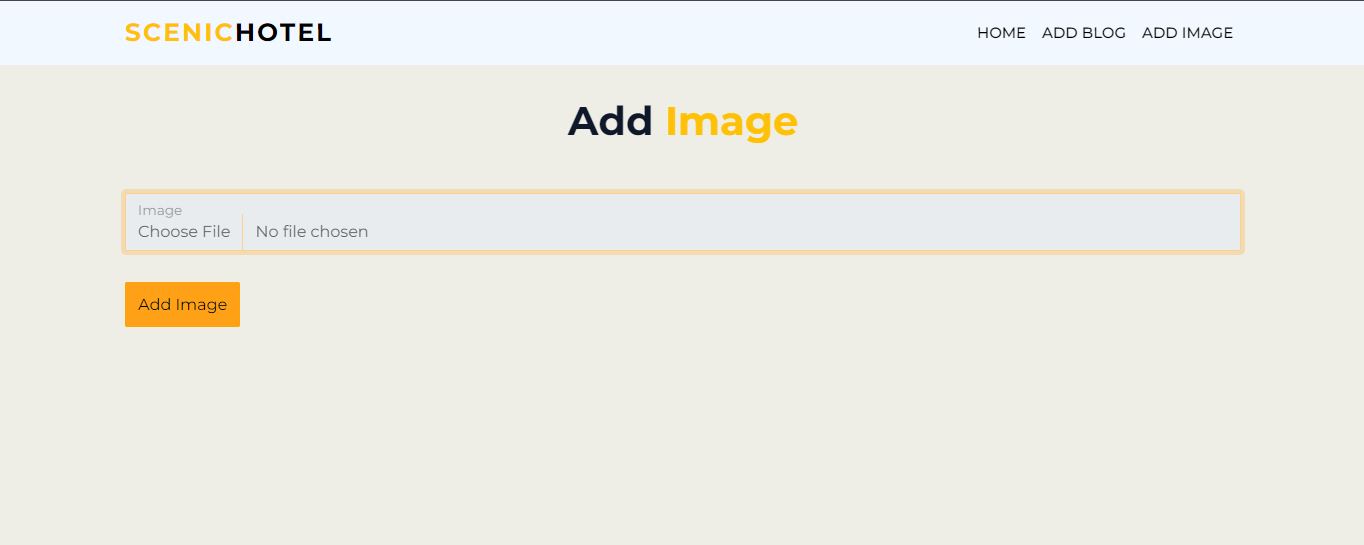 SCENICHOTEL HOME ADD BLOG ADD IMAGE
Add Image
Image
Choose File No file chosen
Add Image